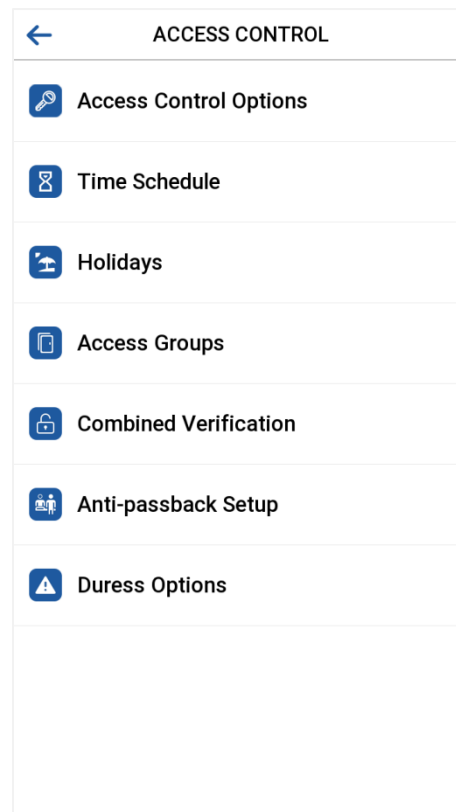 ACCESS CONTROL
Access Control Options
Time Schedule
Holidays
Access Groups
Combined Verification
Anti-passback Setup
Duress Options